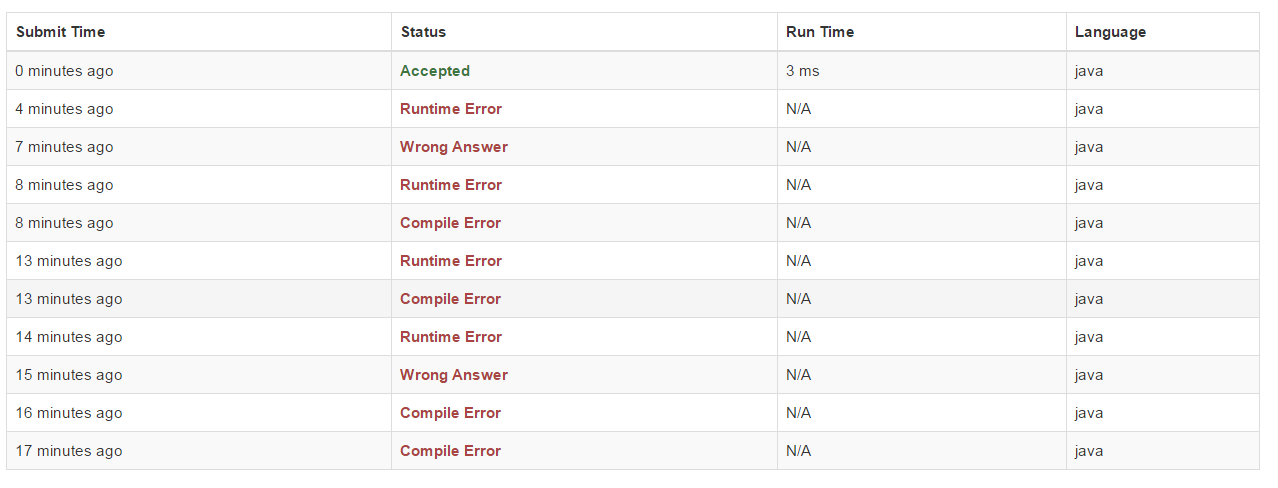 Submit Time Status Run Time Language
0 minutes ago Accepted 3 ms java
4 minutes ago Runtime Error N/A java
7 minutes ago Wrong Answer N/A java
8 minutes ago Runtime Error N/A java
8 minutes ago Compile Error N/A java
13 minutes ago Runtime Error N/A java
13 minutes ago Compile Error N/A java
14 minutes ago Runtime Error N/A java
15 minutes ago Wrong Answer N/A java
16 minutes ago Compile Error N/A java
17 minutes ago Compile Error N/A java